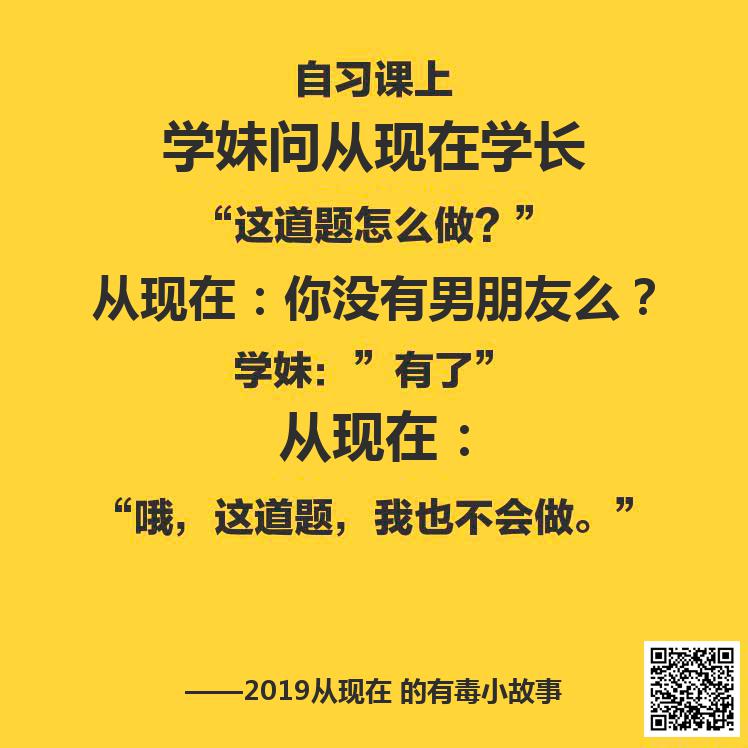 自习课上
学妹问从现在学长
“这道题怎么做？”
从现在：你没有男朋友么？
学妹：”有了”
从现在：
“哦，这道题，我也不会做。”
——2019从现在 的有毒小故事